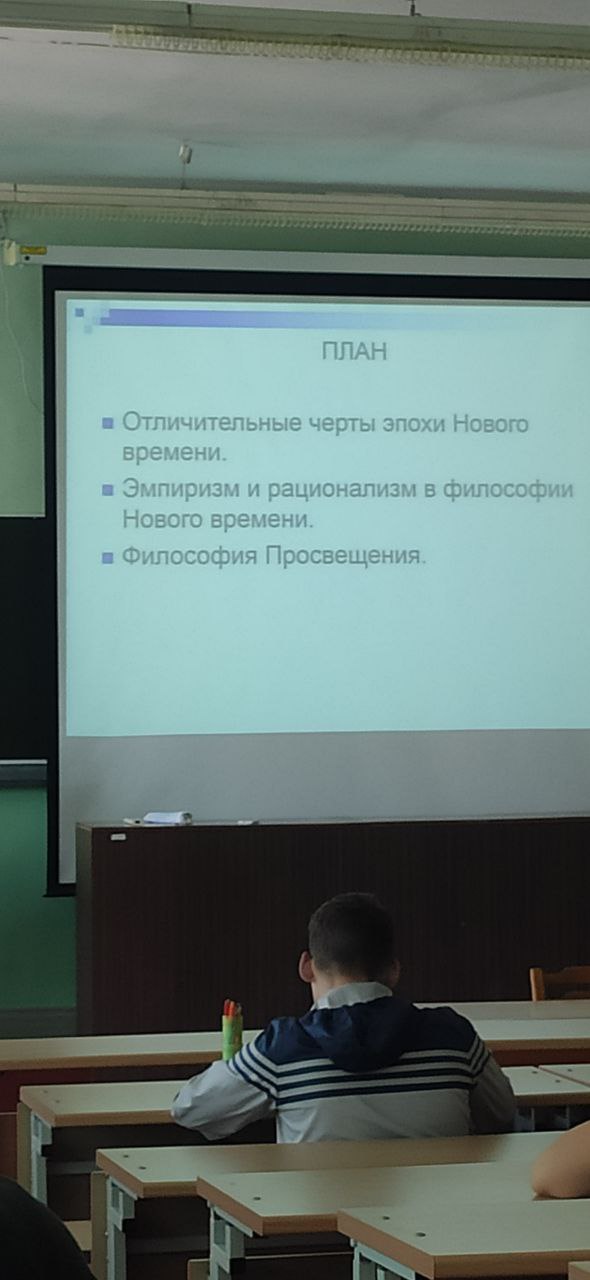 ПЛАН
Отличительные черты эпохи Нового
времени.
Эмпиризм и рационализм в философии
Нового времени.
Философия Просвещения.